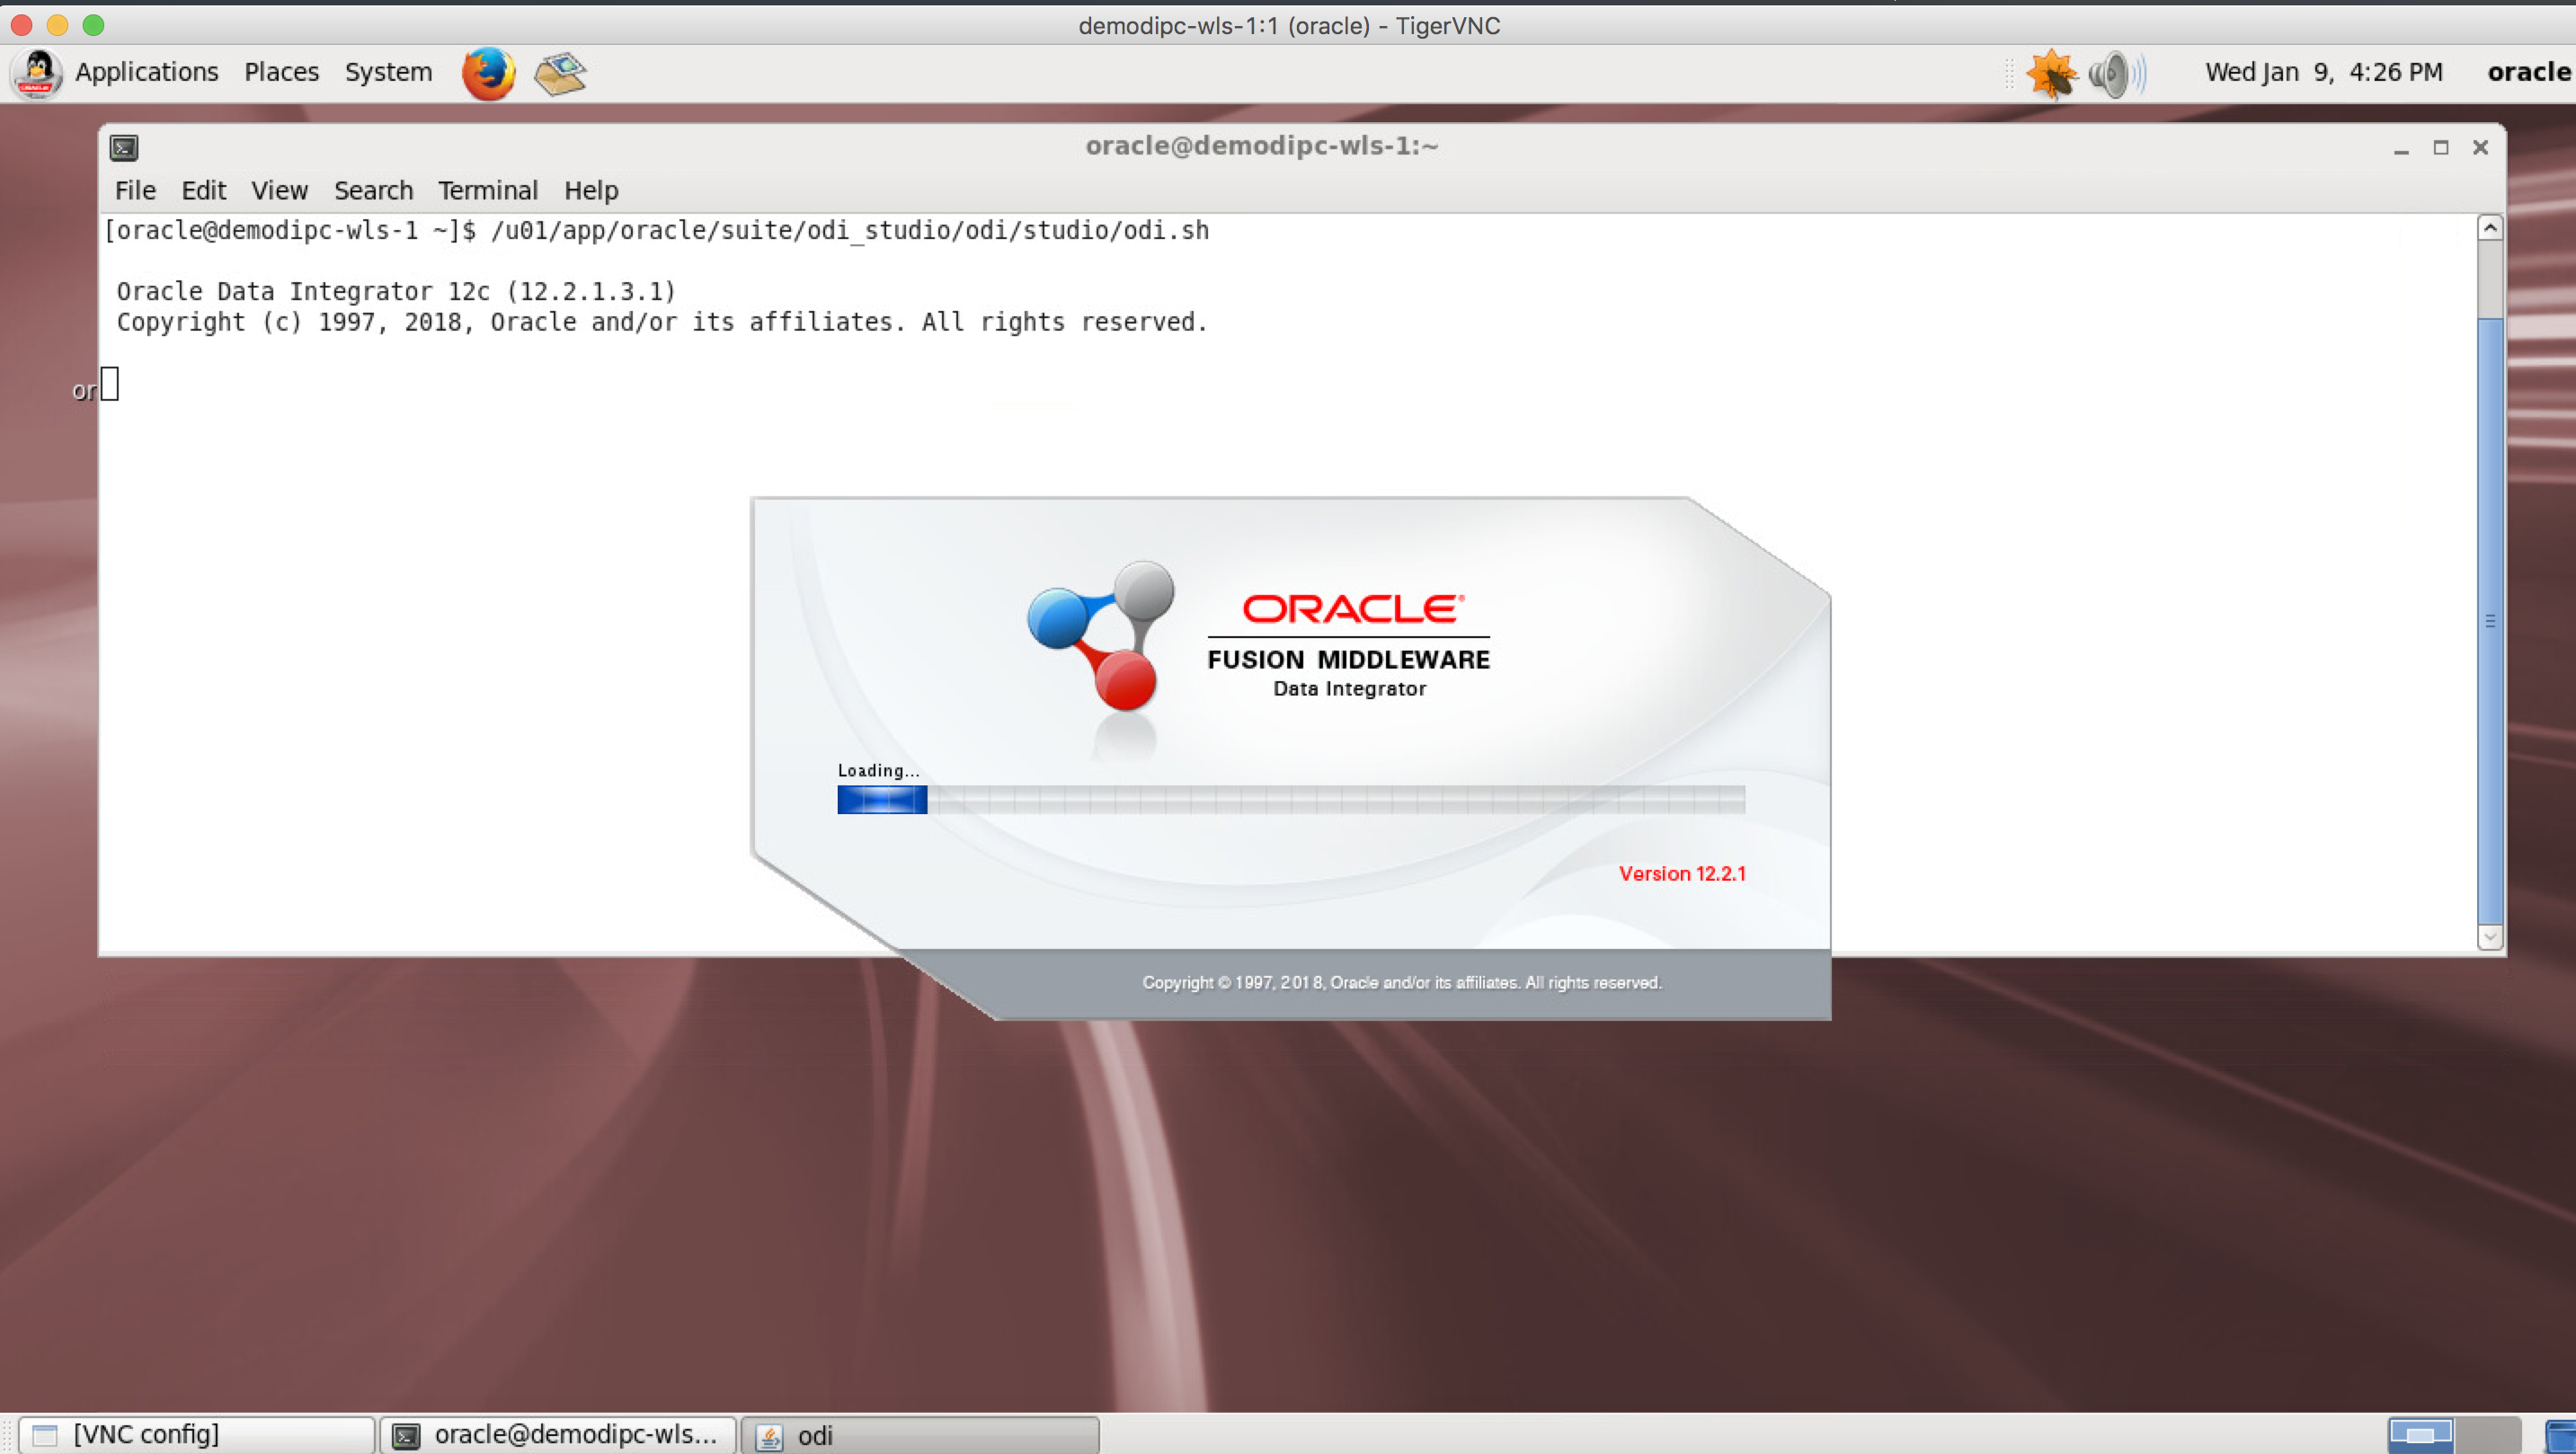 demodipc-wls-1:1 (oracle) - TigerVNC
Applications Places System
Wed Jan 9, 4:26 PM oracle
oracle@demodipc-wls-1:~
File Edit View Search Terminal Help
[oracle@demodipc-wls-1 ~]$ /u01/app/oracle/suite/odi_studio/odi/studio/odi.sh
Oracle Data Integrator 12c (12.2.1.3.1)
Copyright (c) 1997, 2018, Oracle and/or its affiliates. All rights reserved.
or
ORACLE®
FUSION MIDDLEWARE
Data Integrator
Loading...
Version 12.2.1
Copyright © 1997, 2018, Oracle and/or its affiliates. All rights reserved.
[VNC config]
oracle@demodipc-wls...
odi